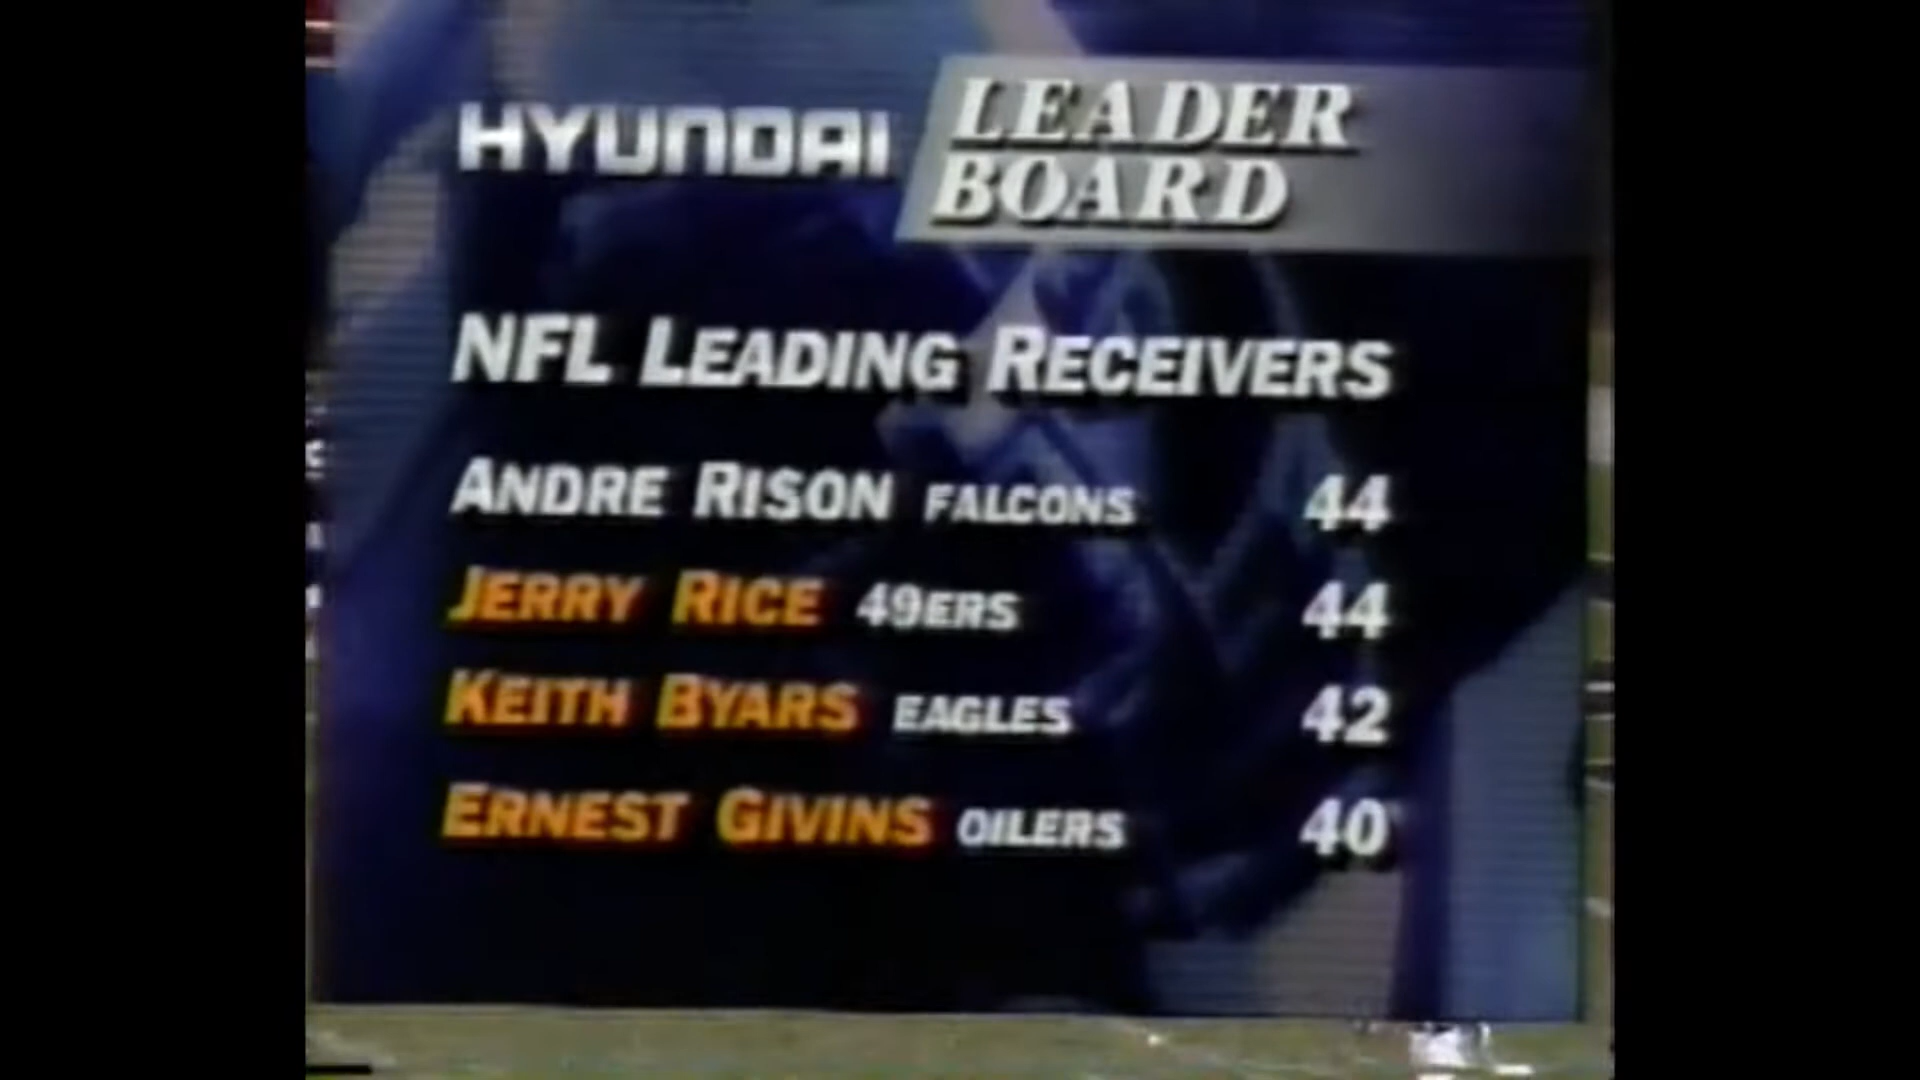 HYUNDAI LEADER BOARD
NFL LEADING RECEIVERS
ANDRE RISON FALCONS 44
JERRY RICE 49ERS 44
KEITH BYARS EAGLES 42
ERNEST GIVINS OILERS 40